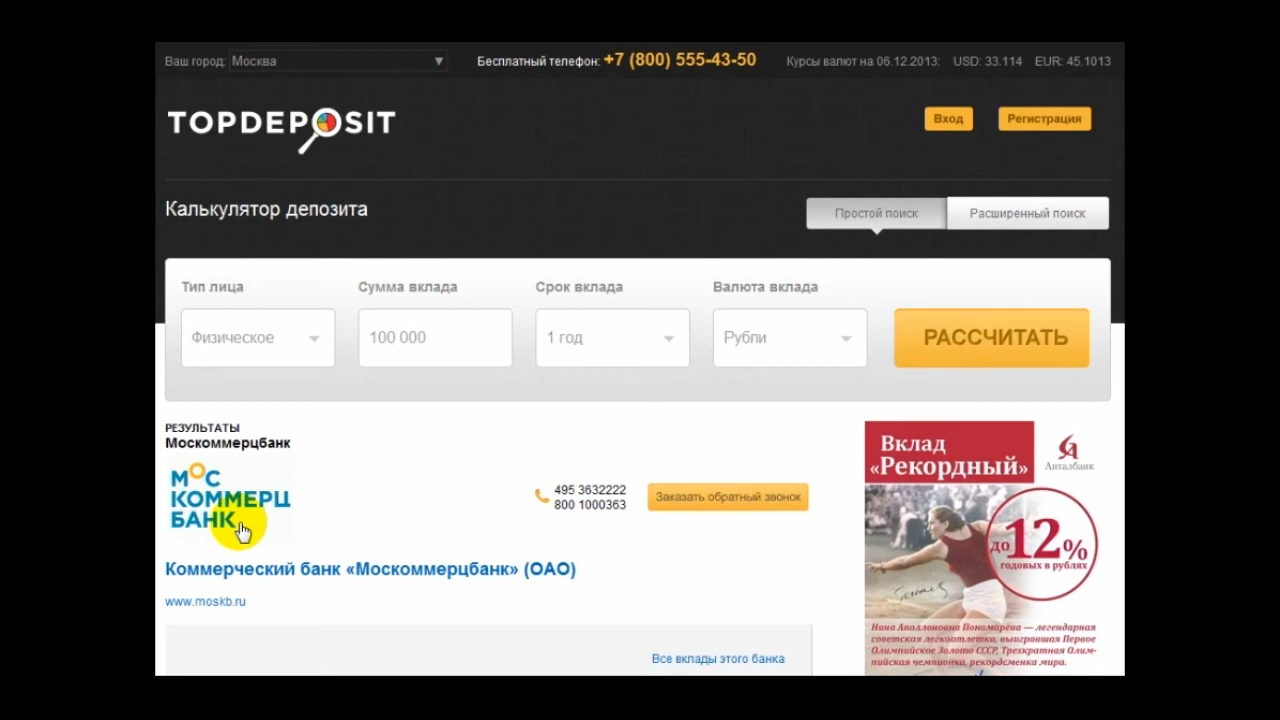 Ваш город: Москва
Бесплатный телефон: +7 (800) 555-43-50
Курсы валют на 06.12.2013: USD: 33.114 EUR: 45.1013
TOPDEPOSIT
Вход
Регистрация
Калькулятор депозита
Простой поиск
Расширенный поиск
Тип лица
Сумма вклада
Срок вклада
Валюта вклада
Физическое
100 000
1 год
Рубли
РАССЧИТАТЬ
РЕЗУЛЬТАТЫ
Москоммерцбанк
МОС
КОММЕРЦ
БАНК
495 3632222
800 1000363
Заказать обратный звонок
Коммерческий банк «Москоммерцбанк» (ОАО)
www.moskb.ru
Все вклады этого банка
Вклад
«Рекордный»
Анталбанк
до 12%
годовых в рублях
Нина Аполлоновна Пономарёва — легендарная
советская легкоатлетка, выигравшая Первое
Олимпийское Золото СССР, Трехкратная Олим-
пийская чемпионка, рекордсменка мира.